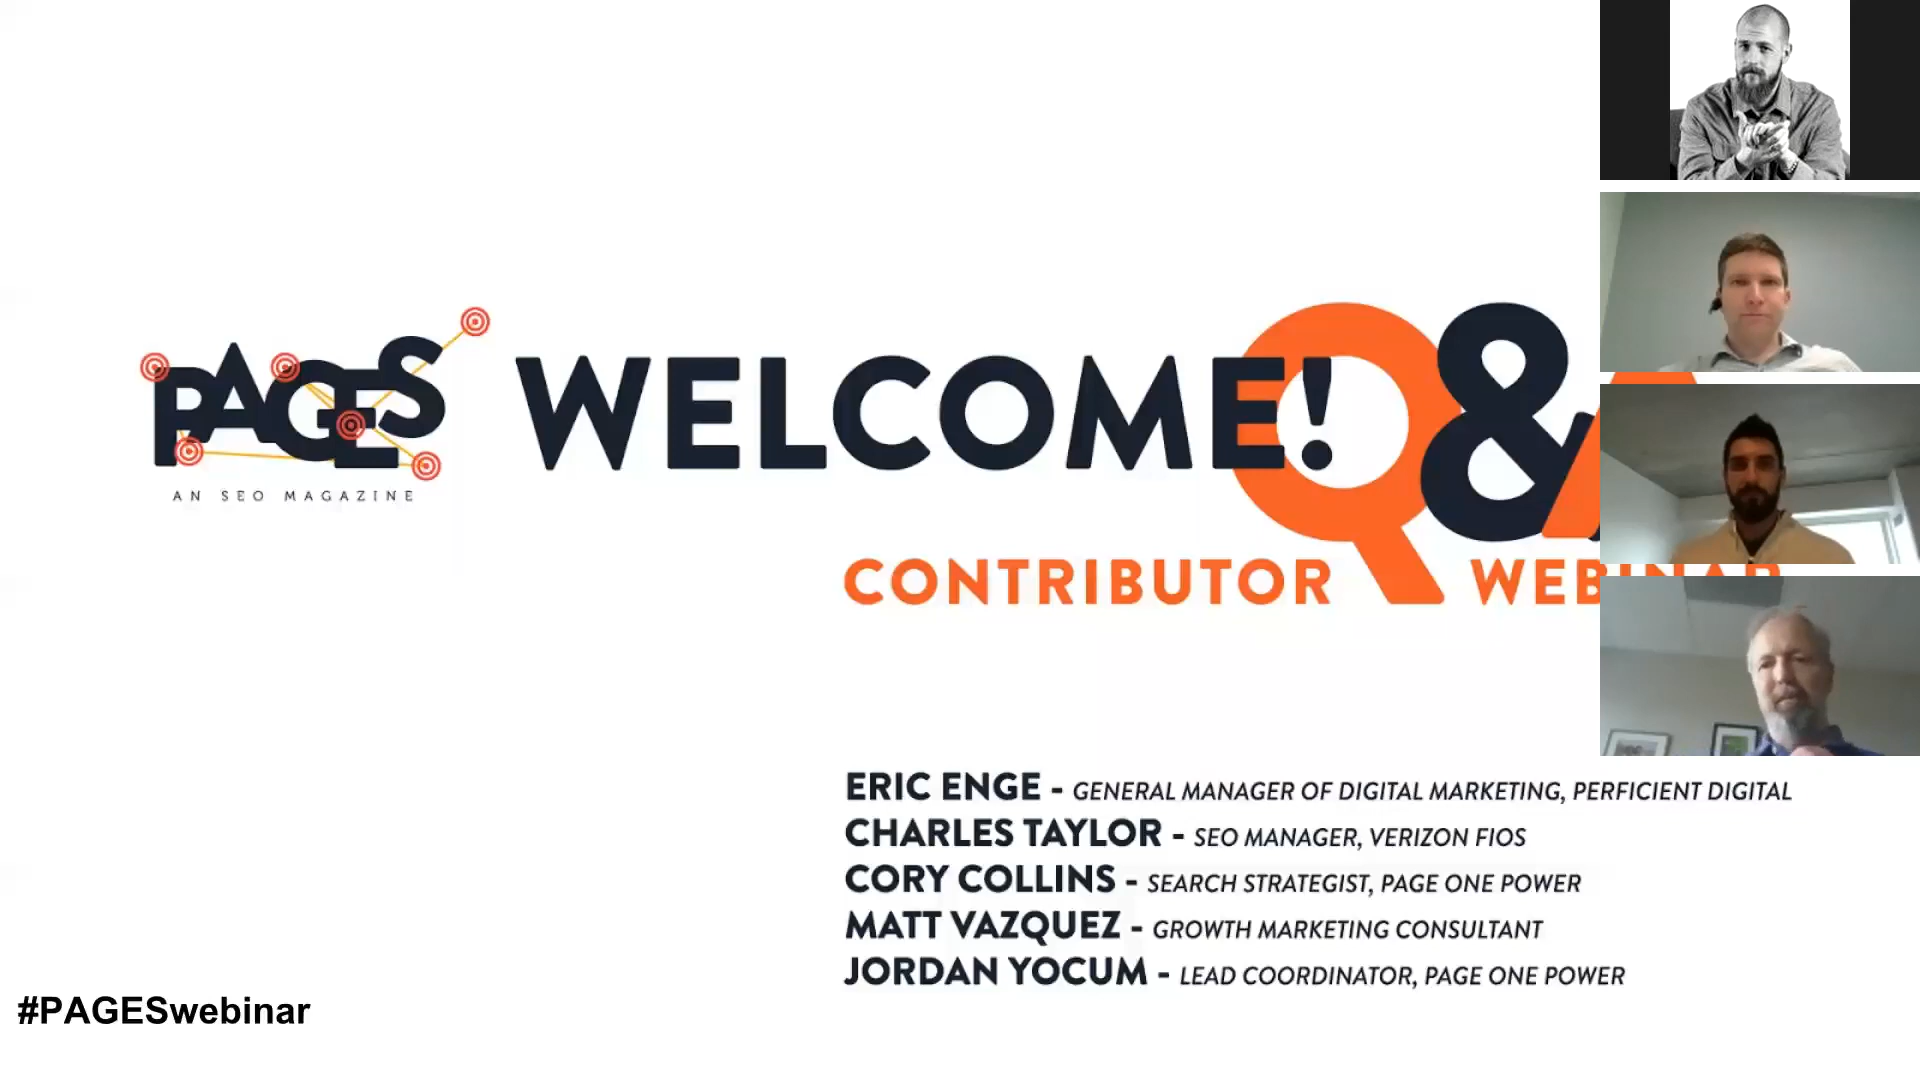 PAGES
AN SEO MAGAZINE
WELCOME!
Q&A
CONTRIBUTOR WEBINAR
ERIC ENGE - GENERAL MANAGER OF DIGITAL MARKETING, PERFICIENT DIGITAL
CHARLES TAYLOR - SEO MANAGER, VERIZON FIOS
CORY COLLINS - SEARCH STRATEGIST, PAGE ONE POWER
MATT VAZQUEZ - GROWTH MARKETING CONSULTANT
JORDAN YOCUM - LEAD COORDINATOR, PAGE ONE POWER
#PAGESwebinar